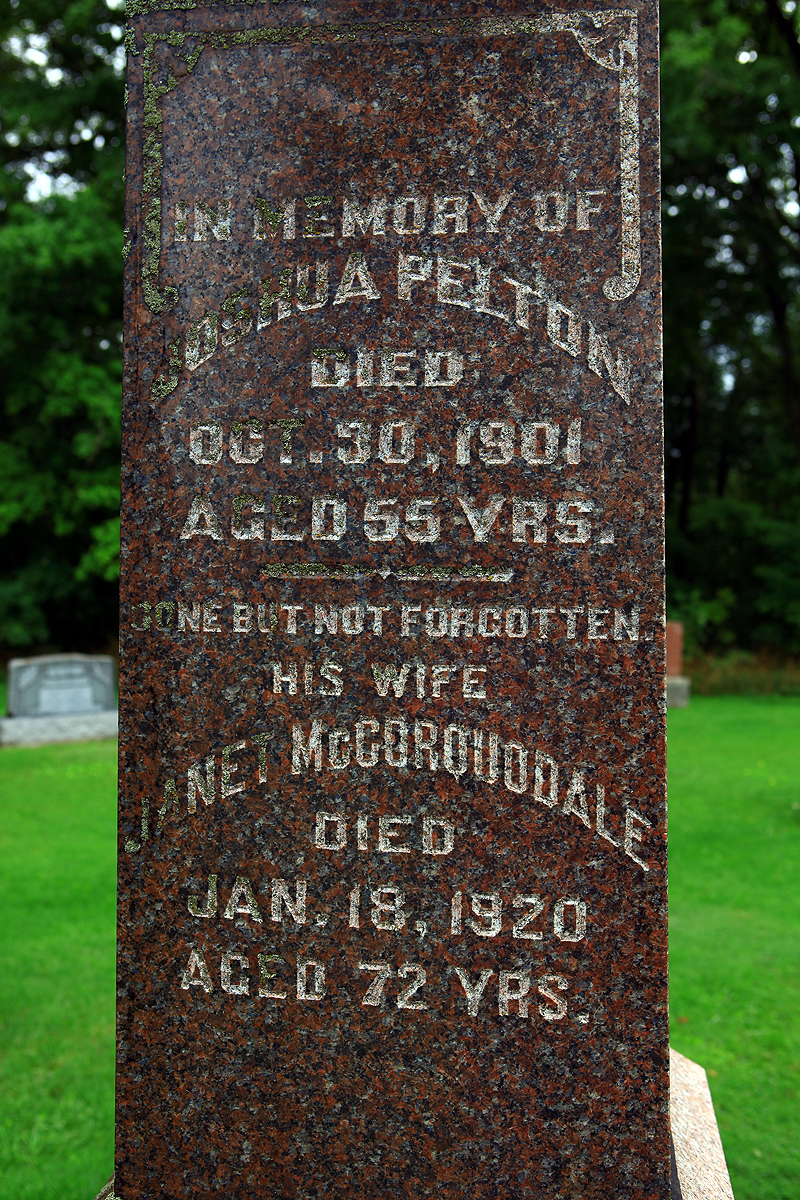 IN MEMORY OF
JOSHUA PELTON
DIED
OCT. 30, 1901
AGED 55 YRS.
GONE BUT NOT FORGOTTEN.
HIS WIFE
JANET McCORQUODALE
DIED
JAN. 18, 1920
AGED 72 YRS.